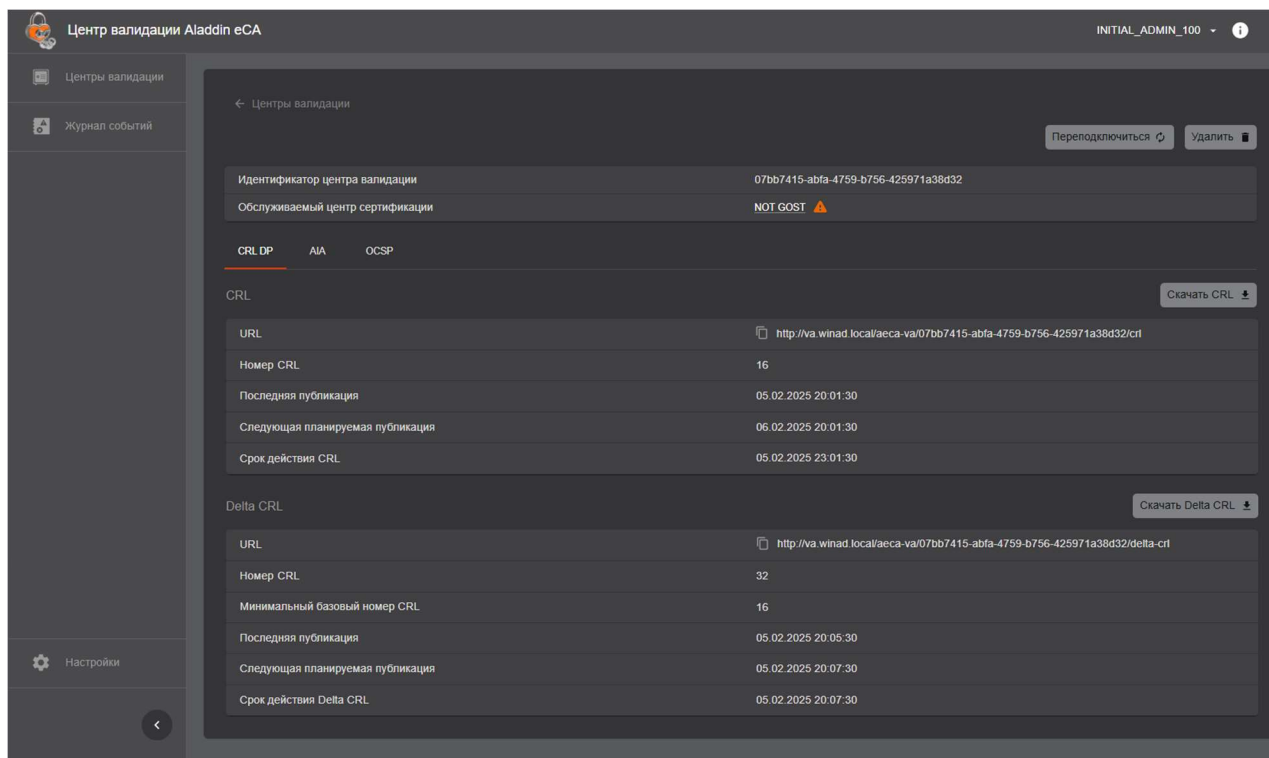 Центр валидации Aladdin eCA
INITIAL_ADMIN_100
Центры валидации
Журнал событий
Центры валидации
Переподключиться
Удалить
Идентификатор центра валидации 07bb7415-abfa-4759-b756-425971a38d32
Обслуживаемый центр сертификации NOT GOST
CRL DP AIA OCSP
CRL
Скачать CRL
URL http://va.winad.local/aeca-va/07bb7415-abfa-4759-b756-425971a38d32/crl
Номер CRL 16
Последняя публикация 05.02.2025 20:01:30
Следующая планируемая публикация 06.02.2025 20:01:30
Срок действия CRL 05.02.2025 23:01:30
Delta CRL
Скачать Delta CRL
URL http://va.winad.local/aeca-va/07bb7415-abfa-4759-b756-425971a38d32/delta-crl
Номер CRL 32
Минимальный базовый номер CRL 16
Последняя публикация 05.02.2025 20:05:30
Следующая планируемая публикация 05.02.2025 20:07:30
Срок действия Delta CRL 05.02.2025 20:07:30
Настройки